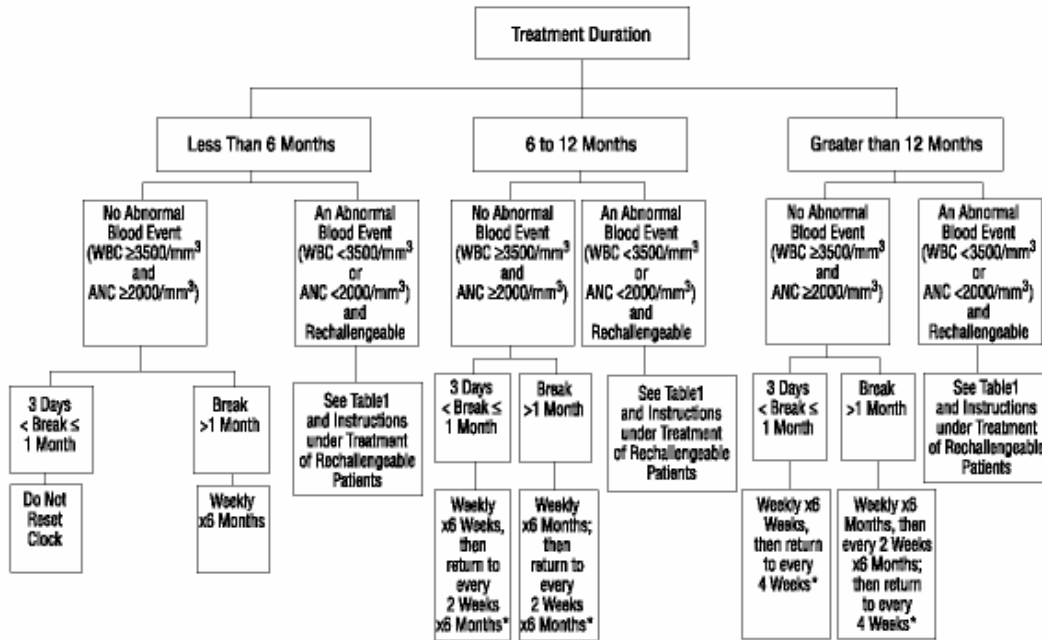 Treatment Duration
Less Than 6 Months
6 to 12 Months
Greater than 12 Months
No Abnormal
Blood Event
(WBC ≥3500/mm³
and
ANC ≥2000/mm³)
An Abnormal
Blood Event
(WBC <3500/mm³
or
ANC <2000/mm³)
and
Rechallengeable
No Abnormal
Blood Event
(WBC ≥3500/mm³
and
ANC ≥2000/mm³)
An Abnormal
Blood Event
(WBC <3500/mm³
or
ANC <2000/mm³)
and
Rechallengeable
No Abnormal
Blood Event
(WBC ≥3500/mm³
and
ANC ≥2000/mm³)
An Abnormal
Blood Event
(WBC <3500/mm³
or
ANC <2000/mm³)
and
Rechallengeable
3 Days
< Break ≤
1 Month
Break
>1 Month
See Table1
and Instructions
under Treatment
of Rechallengeable
Patients
3 Days
< Break ≤
1 Month
Break
>1 Month
See Table1
and Instructions
under Treatment
of Rechallengeable
Patients
3 Days
< Break ≤
1 Month
Break
>1 Month
See Table1
and Instructions
under Treatment
of Rechallengeable
Patients
Do Not
Reset
Clock
Weekly
x6 Months
Weekly
x6 Weeks,
then
return to
every
2 Weeks
x6 Months*
Weekly
x6 Months;
then
return to
every
2 Weeks
x6 Months*
Weekly x6
Weeks,
then return
to every
4 Weeks*
Weekly x6
Months, then
every 2 Weeks
x6 Months;
then return
to every
4 Weeks*